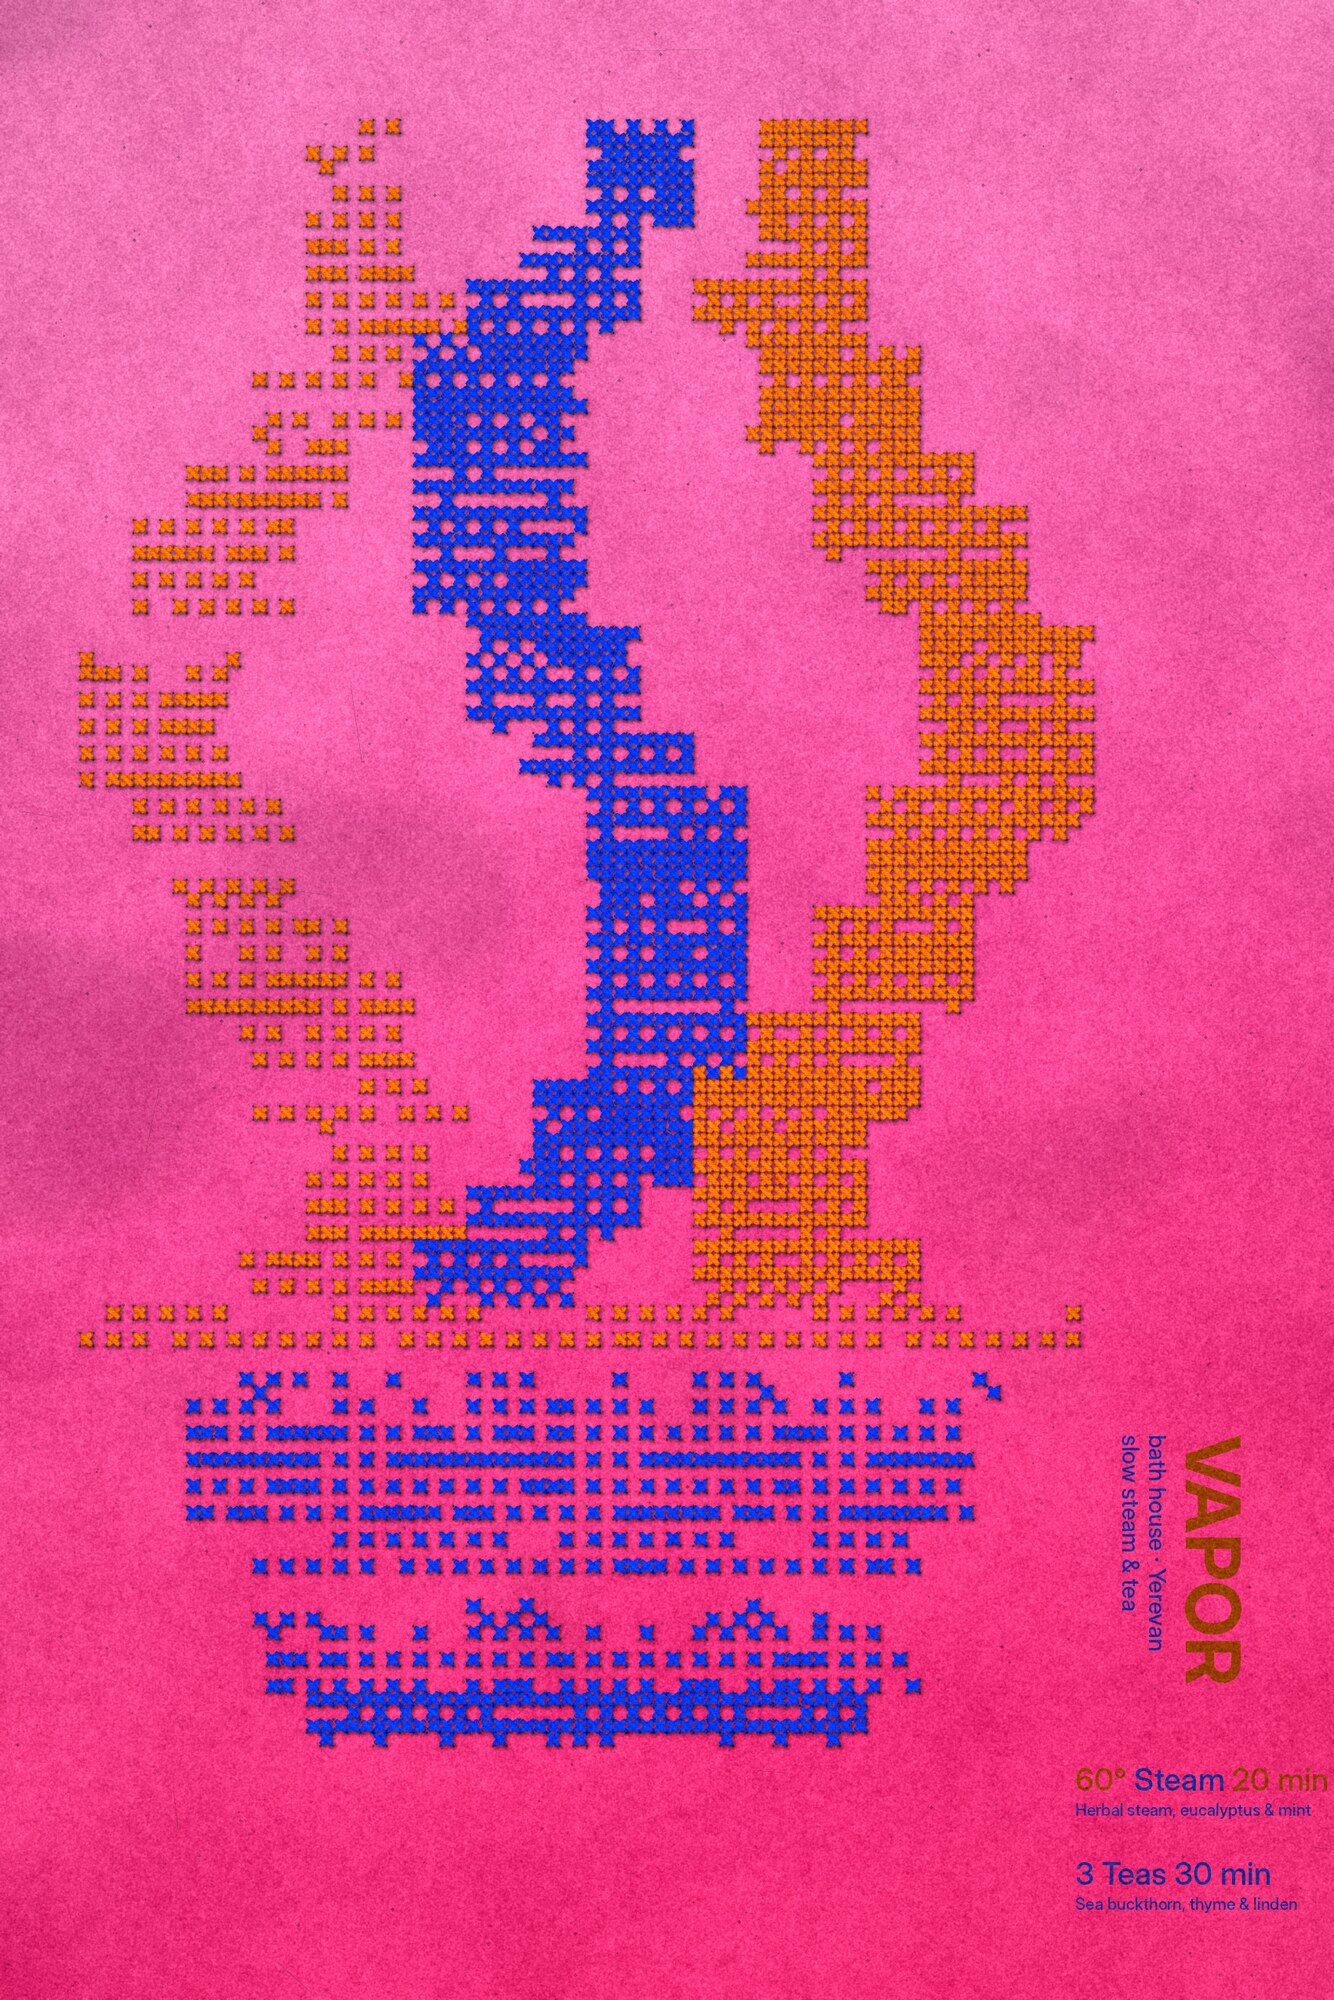 VAPOR
bath house · Yerevan
slow steam & tea
60° Steam 20 min
Herbal steam, eucalyptus & mint
3 Teas 30 min
Sea buckthorn, thyme & linden